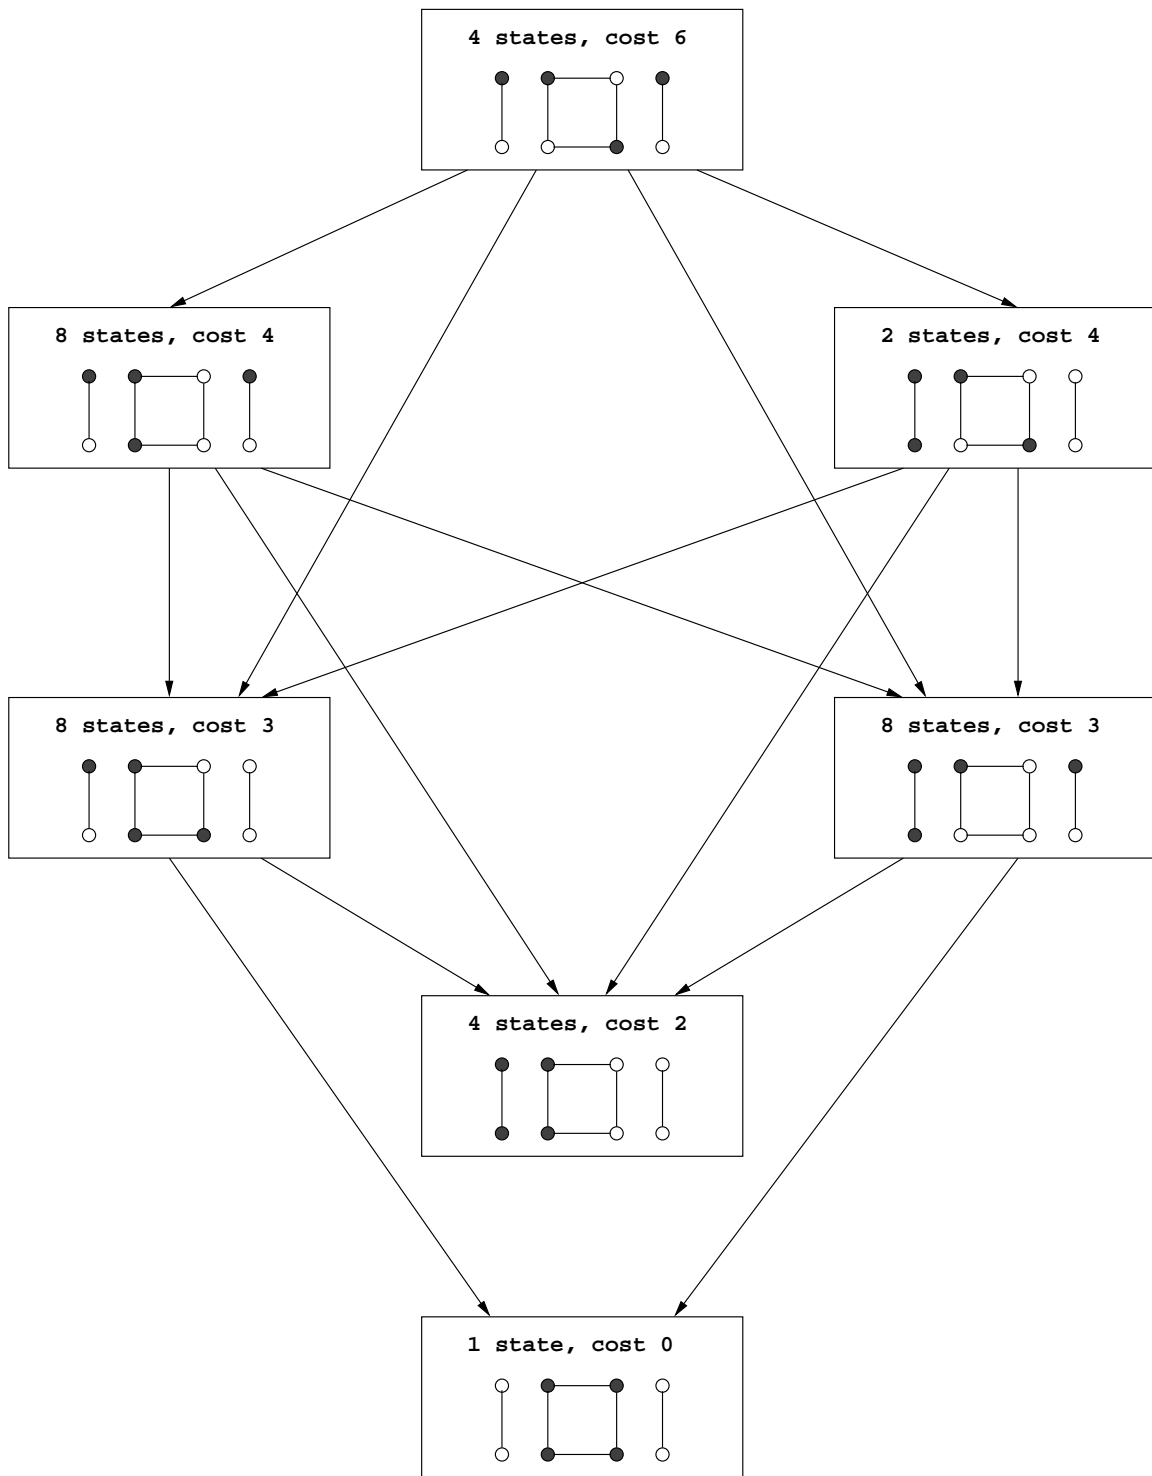 4 states, cost 6
8 states, cost 4
2 states, cost 4
8 states, cost 3
8 states, cost 3
4 states, cost 2
1 state, cost 0